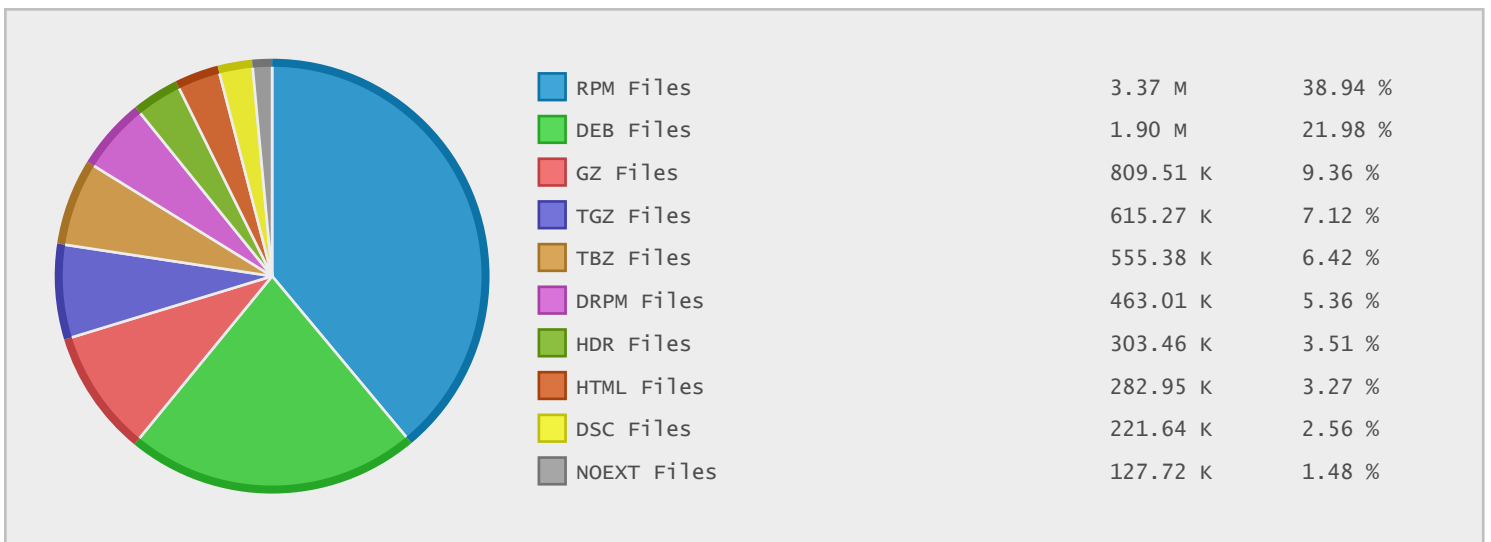 RPM Files 3.37 M 38.94 %
DEB Files 1.90 M 21.98 %
GZ Files 809.51 K 9.36 %
TGZ Files 615.27 K 7.12 %
TBZ Files 555.38 K 6.42 %
DRPM Files 463.01 K 5.36 %
HDR Files 303.46 K 3.51 %
HTML Files 282.95 K 3.27 %
DSC Files 221.64 K 2.56 %
NOEXT Files 127.72 K 1.48 %